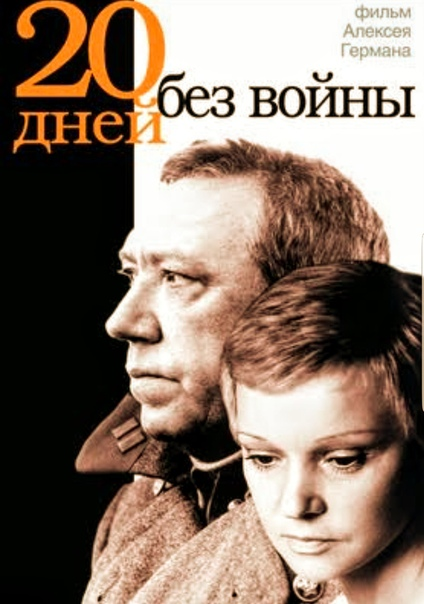 фильм
Алексея
Германа
20
дней без войны